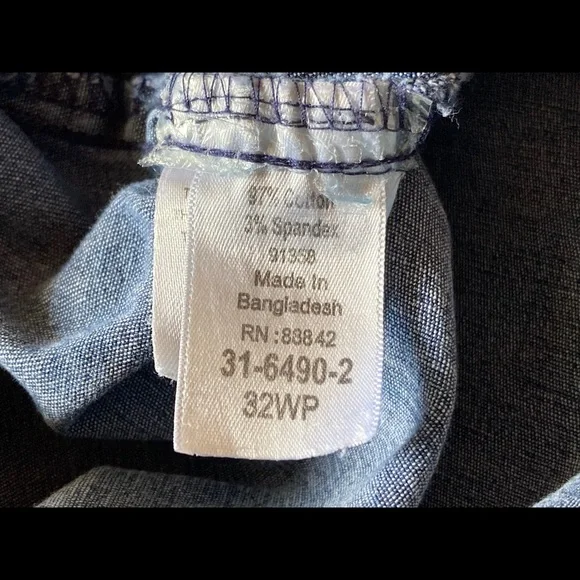 97% Cotton
3% Spandex
91358
Made In
Bangladesh
RN :83842
31-6490-2
32WP